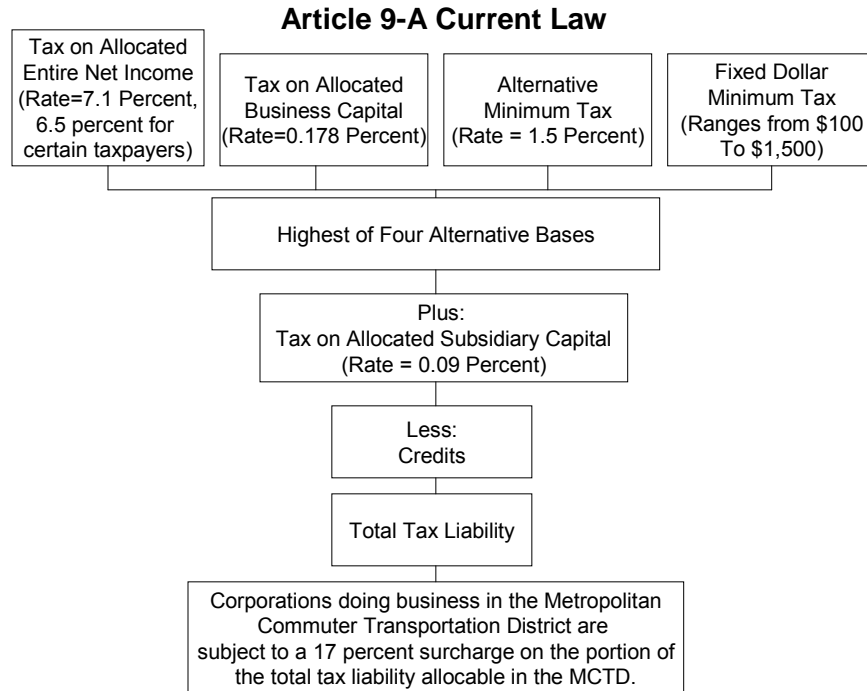 Article 9-A Current Law
Tax on Allocated
Entire Net Income
(Rate=7.1 Percent,
6.5 percent for
certain taxpayers)
Tax on Allocated
Business Capital
(Rate=0.178 Percent)
Alternative
Minimum Tax
(Rate = 1.5 Percent)
Fixed Dollar
Minimum Tax
(Ranges from $100
To $1,500)
Highest of Four Alternative Bases
Plus:
Tax on Allocated Subsidiary Capital
(Rate = 0.09 Percent)
Less:
Credits
Total Tax Liability
Corporations doing business in the Metropolitan
Commuter Transportation District are
subject to a 17 percent surcharge on the portion of
the total tax liability allocable in the MCTD.